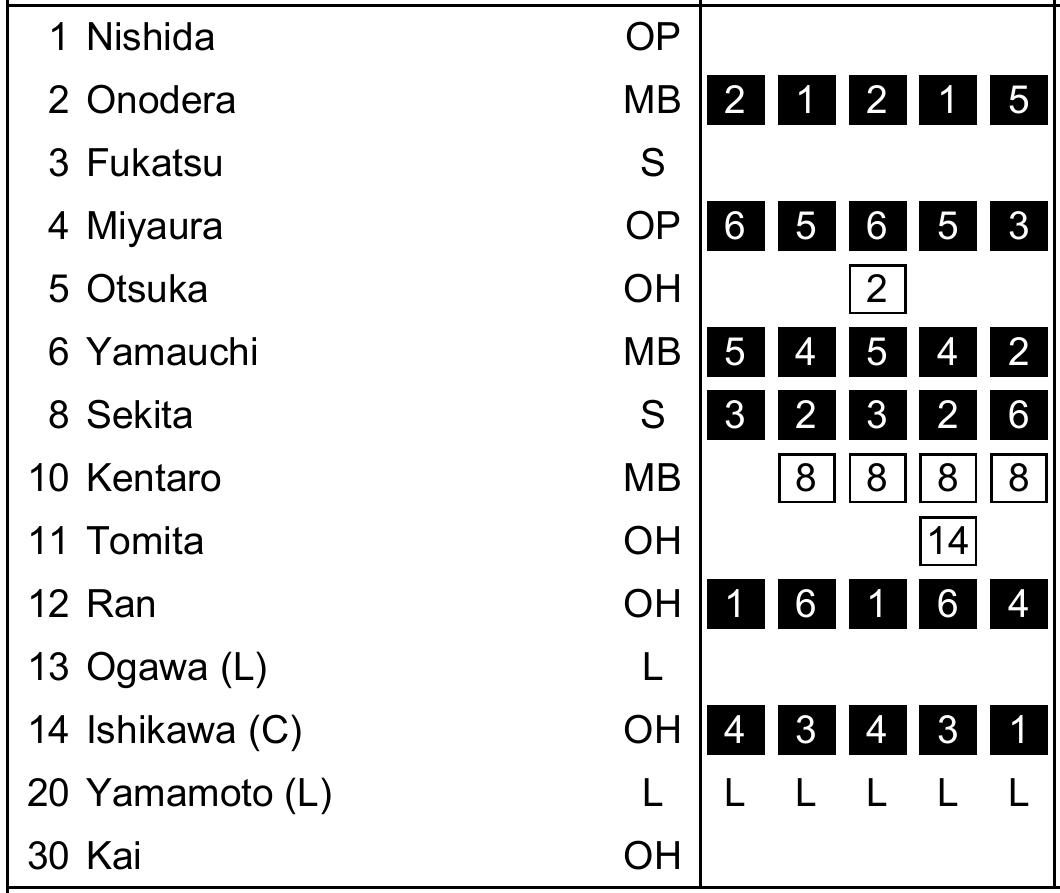 1 Nishida OP
2 Onodera MB 2 1 2 1 5
3 Fukatsu S
4 Miyaura OP 6 5 6 5 3
5 Otsuka OH 2
6 Yamauchi MB 5 4 5 4 2
8 Sekita S 3 2 3 2 6
10 Kentaro MB 8 8 8 8
11 Tomita OH 14
12 Ran OH 1 6 1 6 4
13 Ogawa (L) L
14 Ishikawa (C) OH 4 3 4 3 1
20 Yamamoto (L) L L L L L L
30 Kai OH